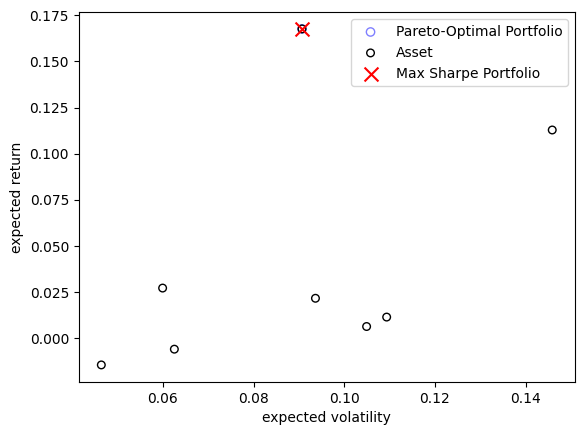 0.175
0.150
0.125
0.100
0.075
0.050
0.025
0.000
expected return
Pareto-Optimal Portfolio
Asset
Max Sharpe Portfolio
0.06 0.08 0.10 0.12 0.14
expected volatility